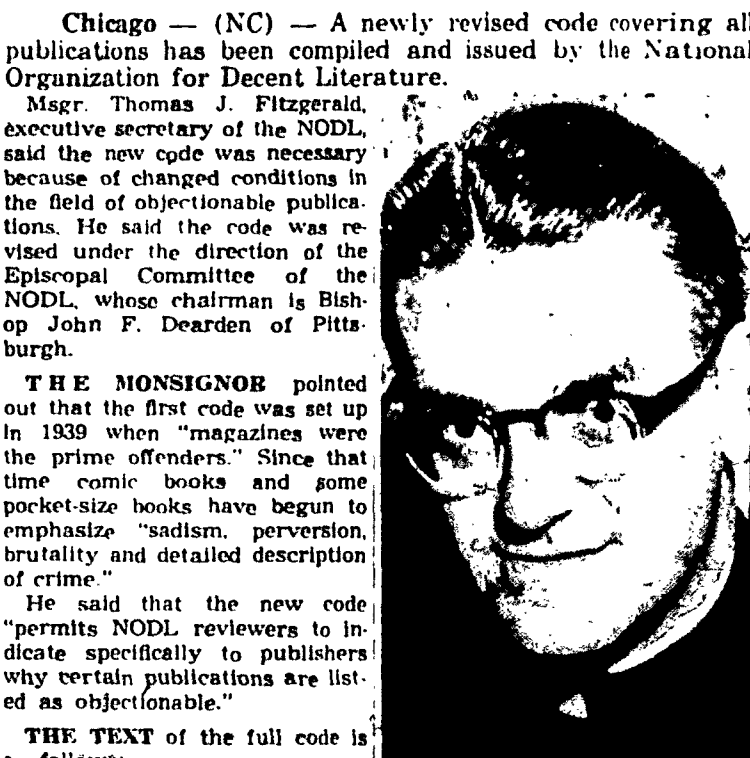 Chicago — (NC) — A newly revised code covering all
publications has been compiled and issued by the National
Organization for Decent Literature.
Msgr. Thomas J. Fitzgerald,
executive secretary of the NODL,
said the new code was necessary
because of changed conditions in
the field of objectionable publica-
tions. He said the code was re-
vised under the direction of the
Episcopal Committee of the
NODL, whose chairman is Bish-
op John F. Dearden of Pitts-
burgh.
THE MONSIGNOR pointed
out that the first code was set up
in 1939 when "magazines were
the prime offenders." Since that
time comic books and some
pocket-size books have begun to
emphasize "sadism, perversion,
brutality and detailed description
of crime."
He said that the new code
"permits NODL reviewers to in-
dicate specifically to publishers
why certain publications are list-
ed as objectionable."
THE TEXT of the full code is